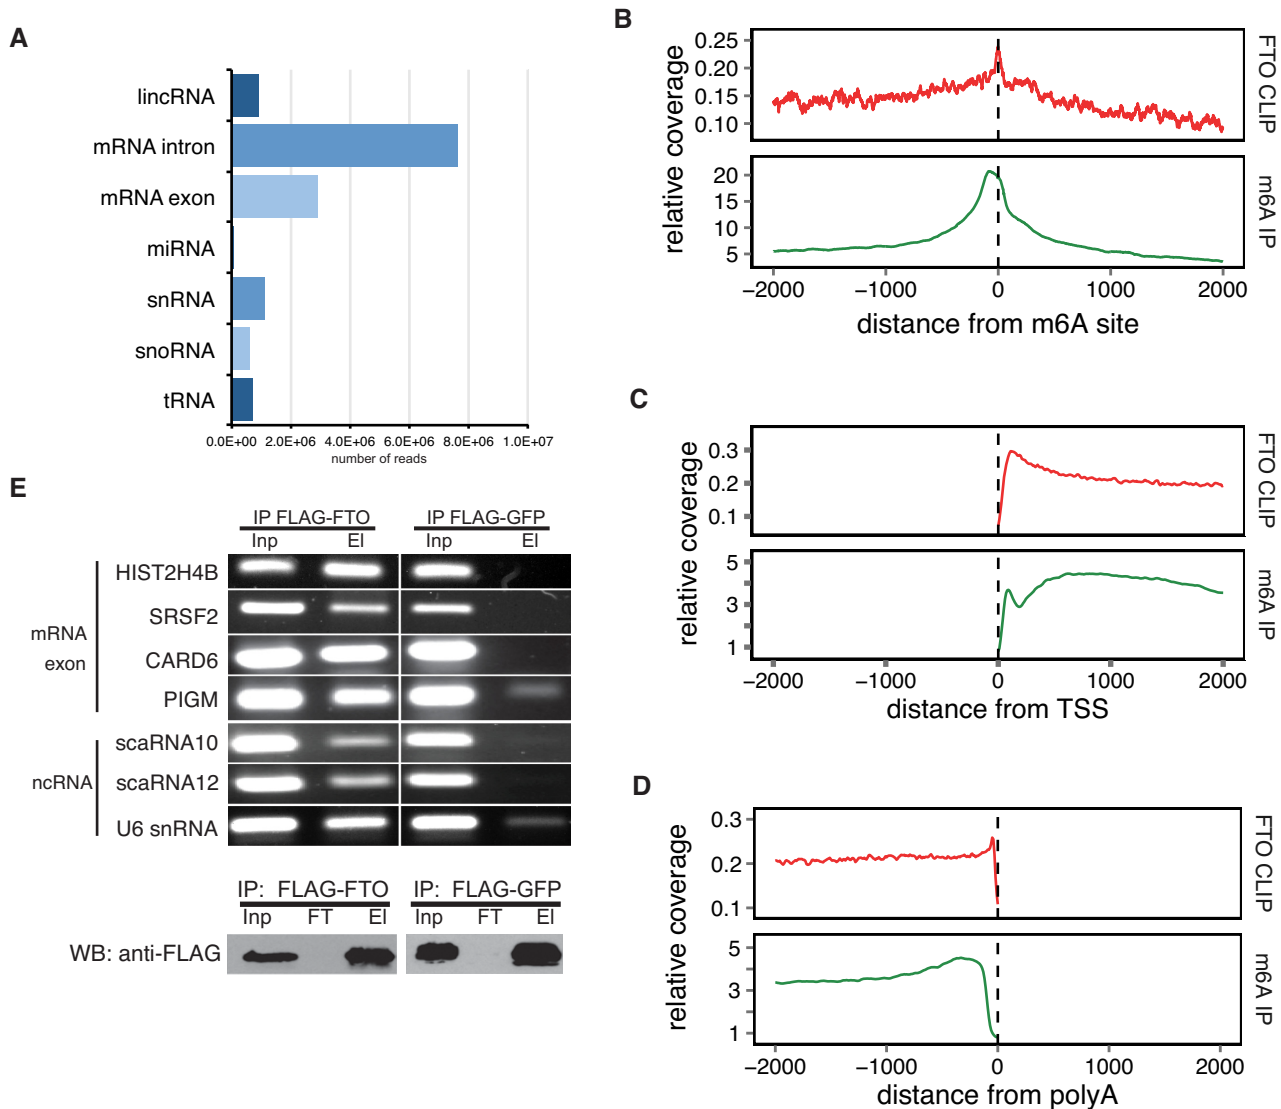 A
lincRNA
mRNA intron
mRNA exon
miRNA
snRNA
snoRNA
tRNA
0.0E+00 2.0E+06 4.0E+06 6.0E+06 8.0E+06 1.0E+07
number of reads
B
relative coverage
0.25
0.20
0.15
0.10
FTO CLIP
20
15
10
5
m6A IP
−2000 −1000 0 1000 2000
distance from m6A site
C
relative coverage
0.3
0.2
0.1
FTO CLIP
5
3
1
m6A IP
−2000 −1000 0 1000 2000
distance from TSS
D
relative coverage
0.3
0.2
0.1
FTO CLIP
5
3
1
m6A IP
−2000 −1000 0 1000 2000
distance from polyA
E
IP FLAG-FTO IP FLAG-GFP
Inp El Inp El
mRNA
exon
HIST2H4B
SRSF2
CARD6
PIGM
ncRNA
scaRNA10
scaRNA12
U6 snRNA
IP: FLAG-FTO IP: FLAG-GFP
Inp FT El Inp FT El
WB: anti-FLAG